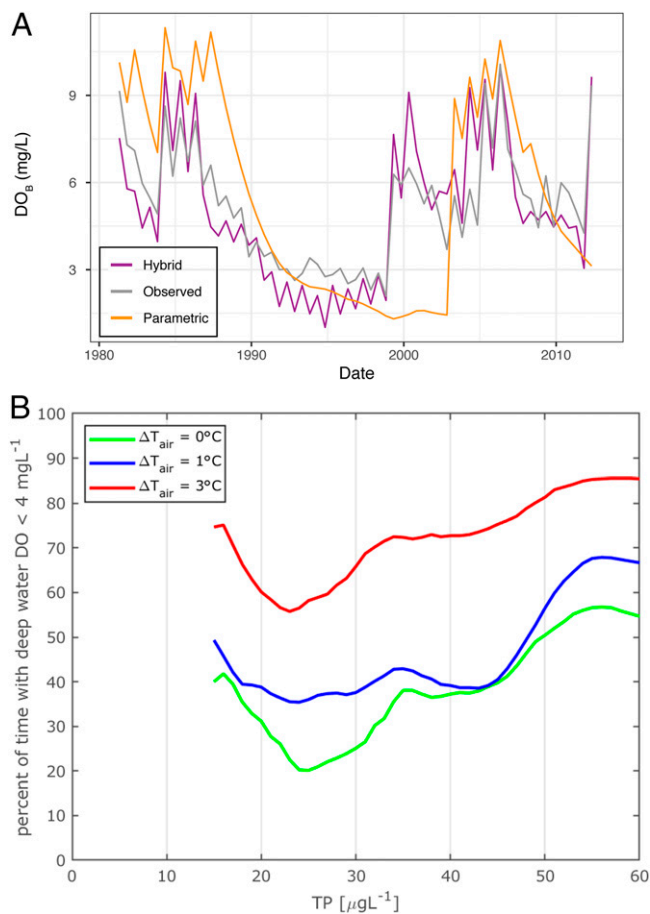 A
DO_B (mg/L)
9
6
3
Hybrid
Observed
Parametric
1980 1990 2000 2010
Date
B
percent of time with deep water DO < 4 mgL⁻¹
100
90
80
70
60
50
40
30
20
10
0
ΔT_air = 0°C
ΔT_air = 1°C
ΔT_air = 3°C
0 10 20 30 40 50 60
TP [μgL⁻¹]